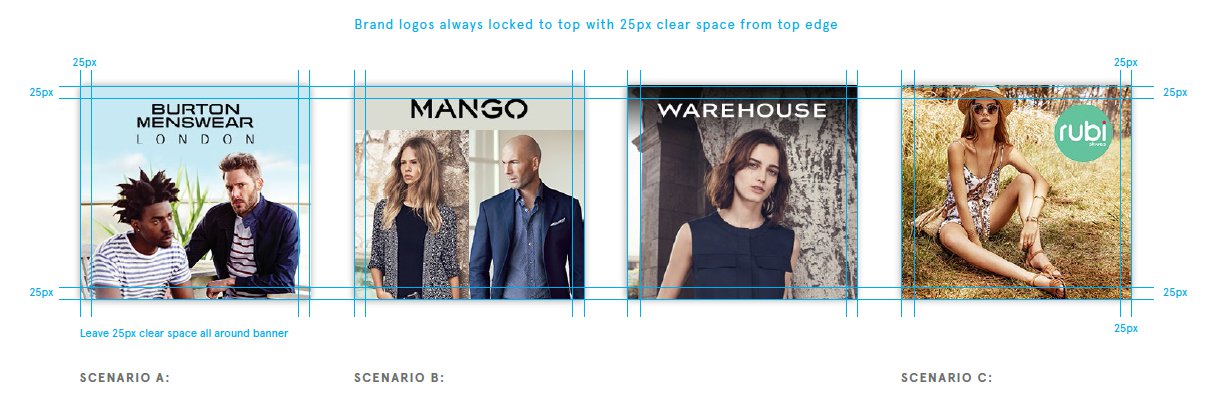 Brand logos always locked to top with 25px clear space from top edge
25px
25px
25px
25px
BURTON
MENSWEAR
LONDON
MANGO
WAREHOUSE
rubi
shoes
25px
25px
Leave 25px clear space all around banner
25px
SCENARIO A:
SCENARIO B:
SCENARIO C: